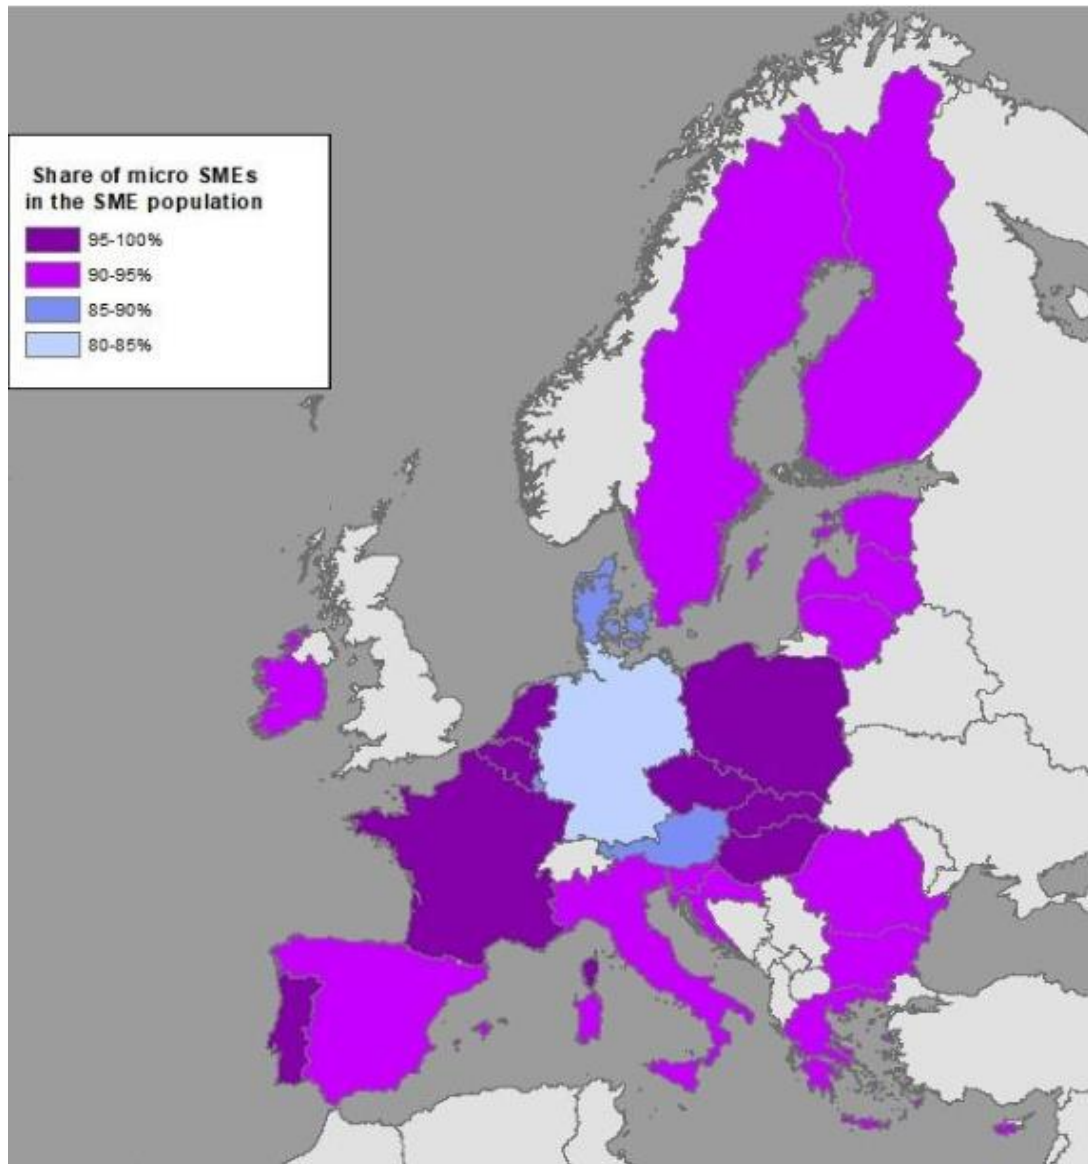 Share of micro SMEs
in the SME population
95-100%
90-95%
85-90%
80-85%